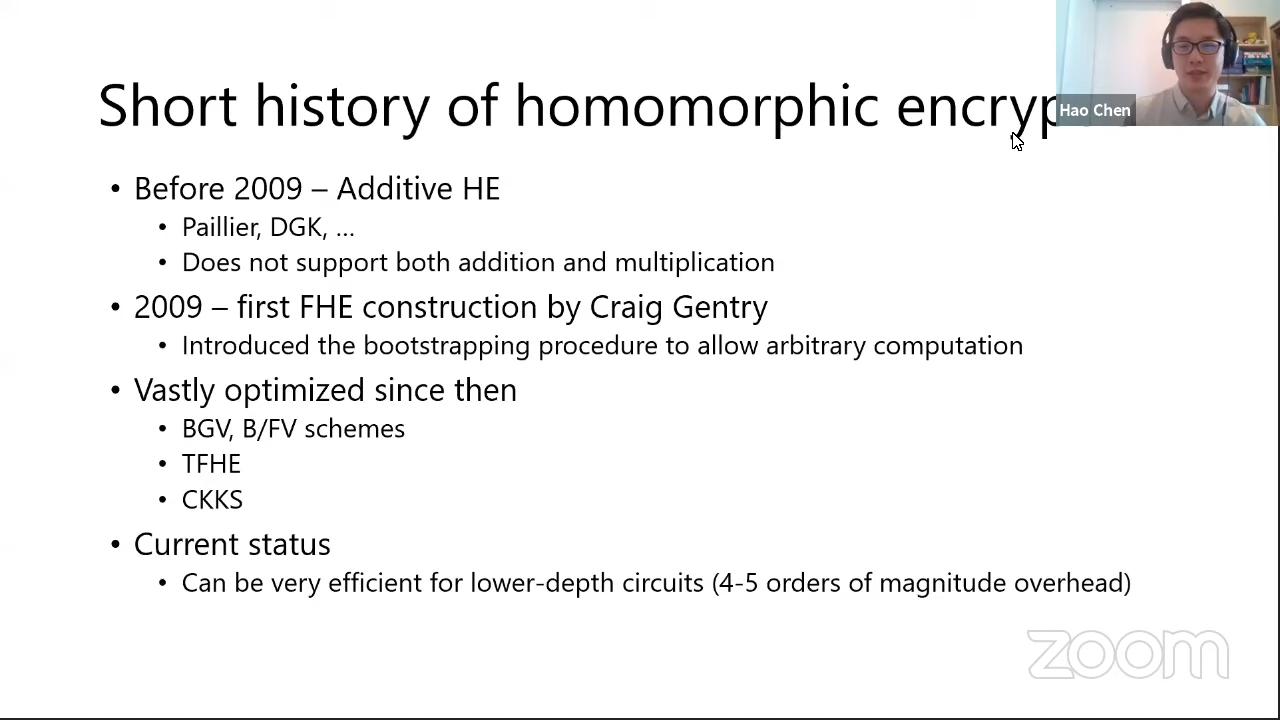 Short history of homomorphic encryp
Hao Chen
• Before 2009 – Additive HE
• Paillier, DGK, ...
• Does not support both addition and multiplication
• 2009 – first FHE construction by Craig Gentry
• Introduced the bootstrapping procedure to allow arbitrary computation
• Vastly optimized since then
• BGV, B/FV schemes
• TFHE
• CKKS
• Current status
• Can be very efficient for lower-depth circuits (4-5 orders of magnitude overhead)
zoom